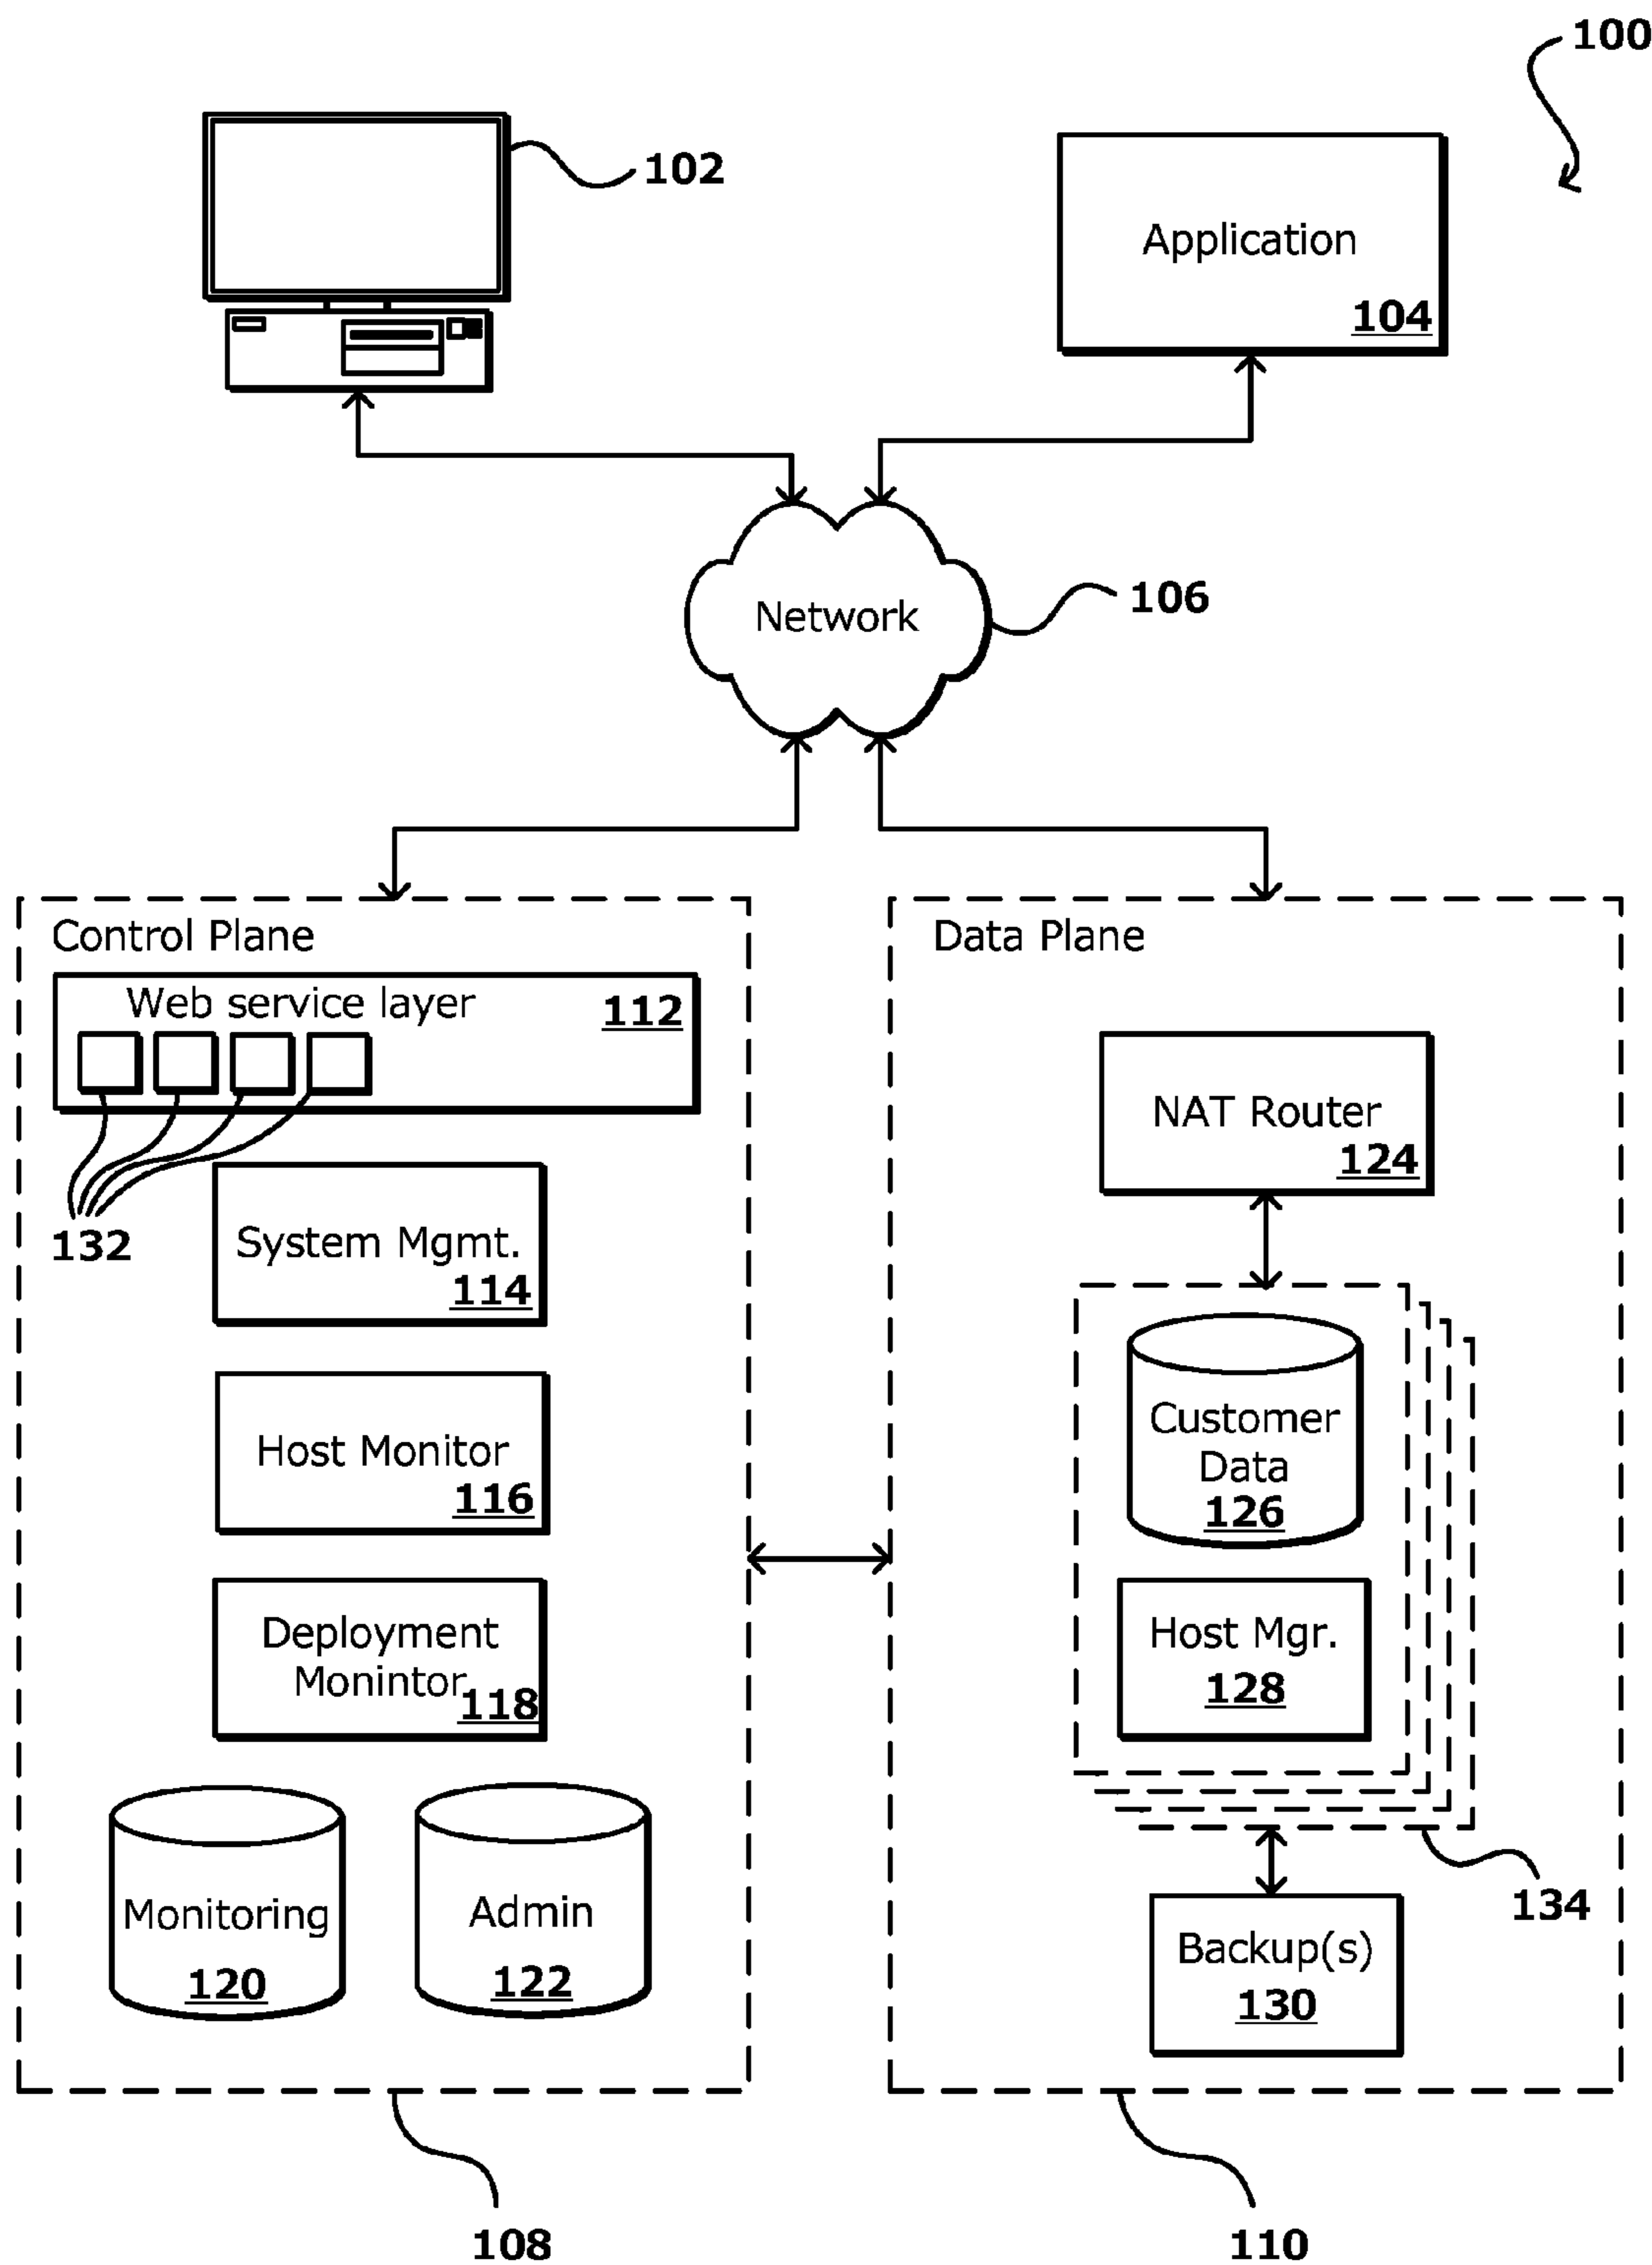 100
102
Application
104
Network
106
Control Plane
Web service layer
112
132
System Mgmt.
114
Host Monitor
116
Deployment
Monintor
118
Monitoring
120
Admin
122
Data Plane
NAT Router
124
Customer
Data
126
Host Mgr.
128
134
Backup(s)
130
108
110